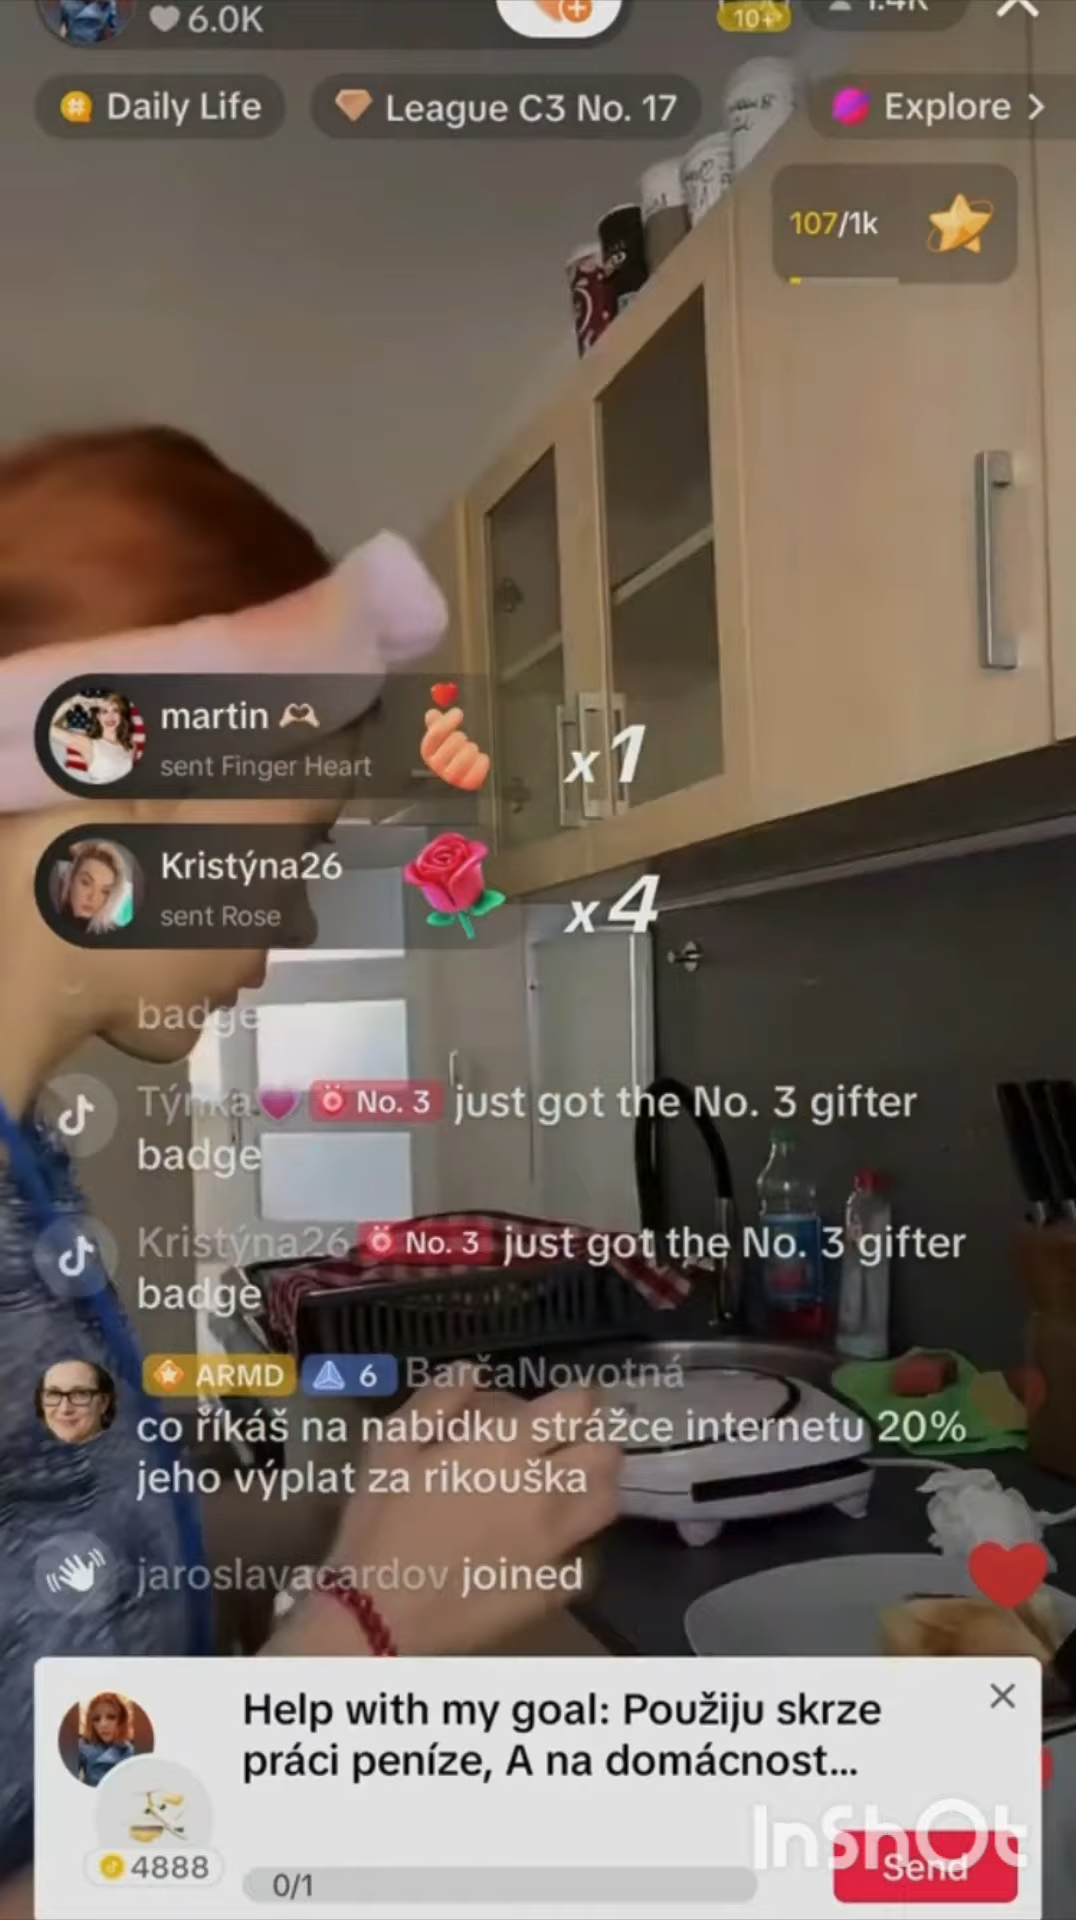 6.0K
10+
1.4K
Daily Life
League C3 No. 17
Explore >
107/1k
martin
sent Finger Heart
x1
Kristýna26
sent Rose
x4
badge
Týnka No. 3 just got the No. 3 gifter
badge
Kristýna26 No. 3 just got the No. 3 gifter
badge
ARMD 6 BarčaNovotná
co říkáš na nabidku strážce internetu 20%
jeho výplat za rikouška
jaroslavacardov joined
Help with my goal: Použiju skrze
práci peníze, A na domácnost...
4888
0/1
Send
InShOt